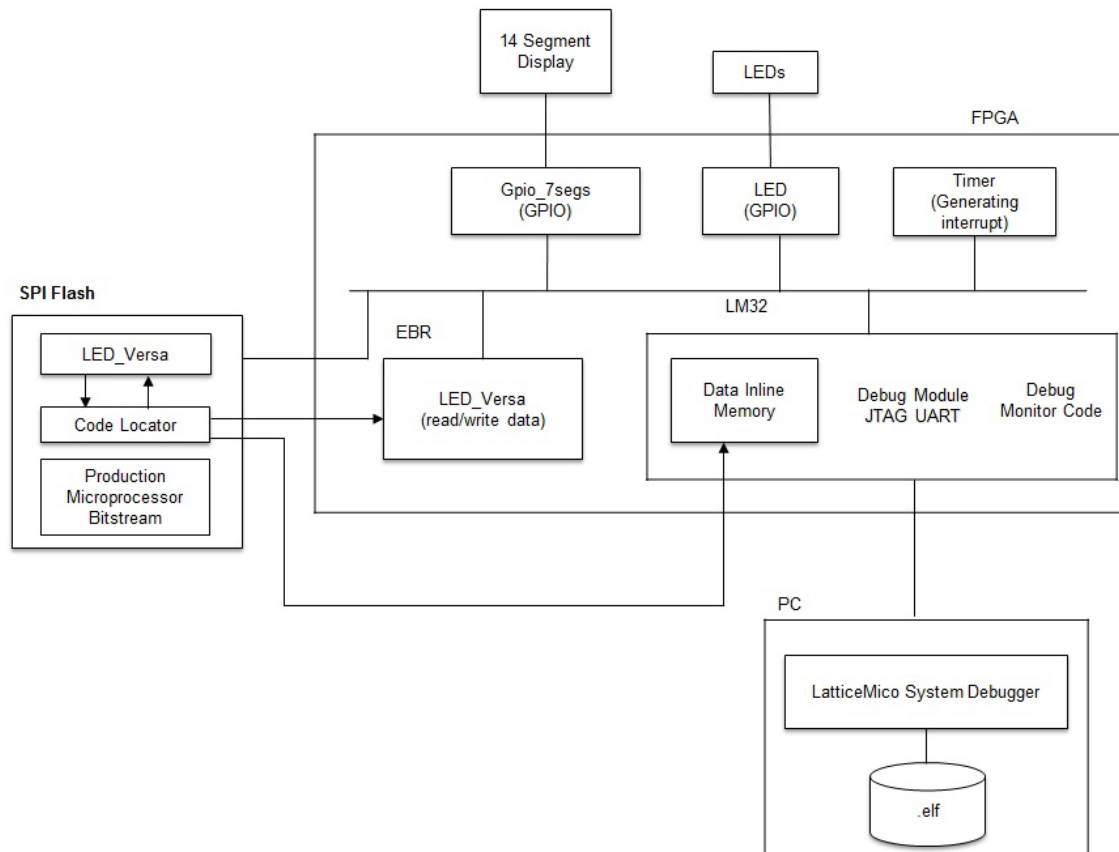 14 Segment
Display
LEDs
FPGA
Gpio_7segs
(GPIO)
LED
(GPIO)
Timer
(Generating
interrupt)
SPI Flash
LED_Versa
Code Locator
Production
Microprocessor
Bitstream
EBR
LED_Versa
(read/write data)
LM32
Data Inline
Memory
Debug Module
JTAG UART
Debug
Monitor Code
PC
LatticeMico System Debugger
.elf